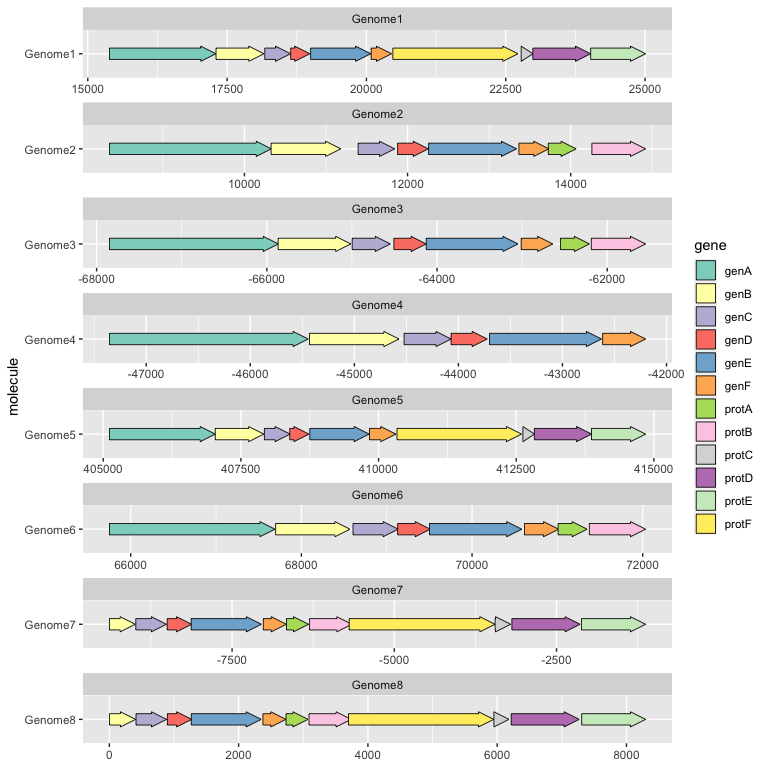 Genome1
Genome1
15000 17500 20000 22500 25000
Genome2
Genome2
10000 12000 14000
Genome3
Genome3
-68000 -66000 -64000 -62000
Genome4
Genome4
-47000 -46000 -45000 -44000 -43000 -42000
Genome5
Genome5
405000 407500 410000 412500 415000
Genome6
Genome6
66000 68000 70000 72000
Genome7
Genome7
-7500 -5000 -2500
Genome8
Genome8
0 2000 4000 6000 8000
molecule
gene
genA
genB
genC
genD
genE
genF
protA
protB
protC
protD
protE
protF